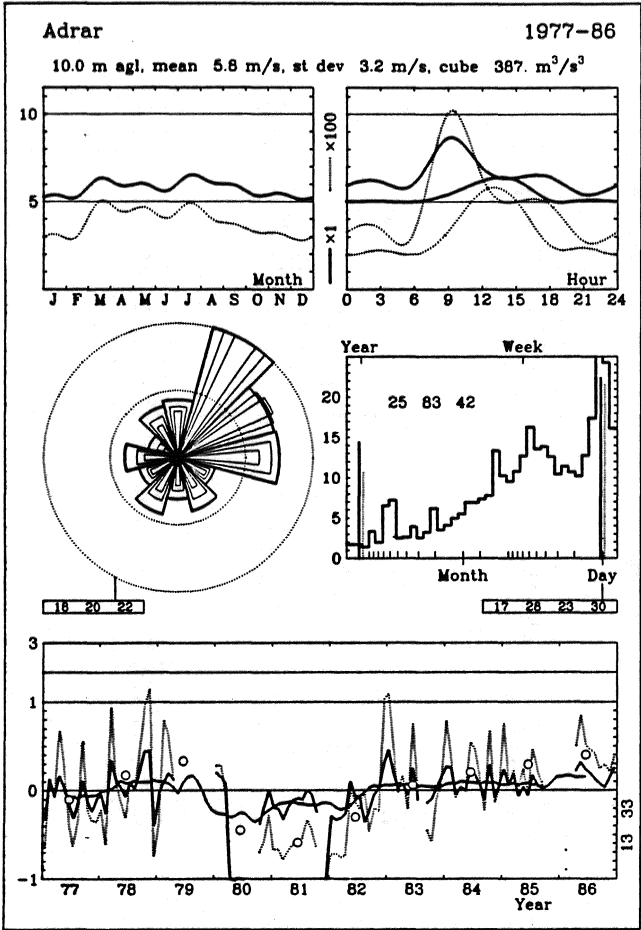 Adrar 1977-86
10.0 m agl, mean 5.8 m/s, st dev 3.2 m/s, cube 387. m³/s³
10
5
Month
J F M A M J J A S O N D
×1 ×100
Hour
0 3 6 9 12 15 18 21 24
Year Week
20
15
10
5
0
25 83 42
Month Day
18 20 22
17 28 23 30
3
1
0
-1
77 78 79 80 81 82 83 84 85 86
Year
13 33